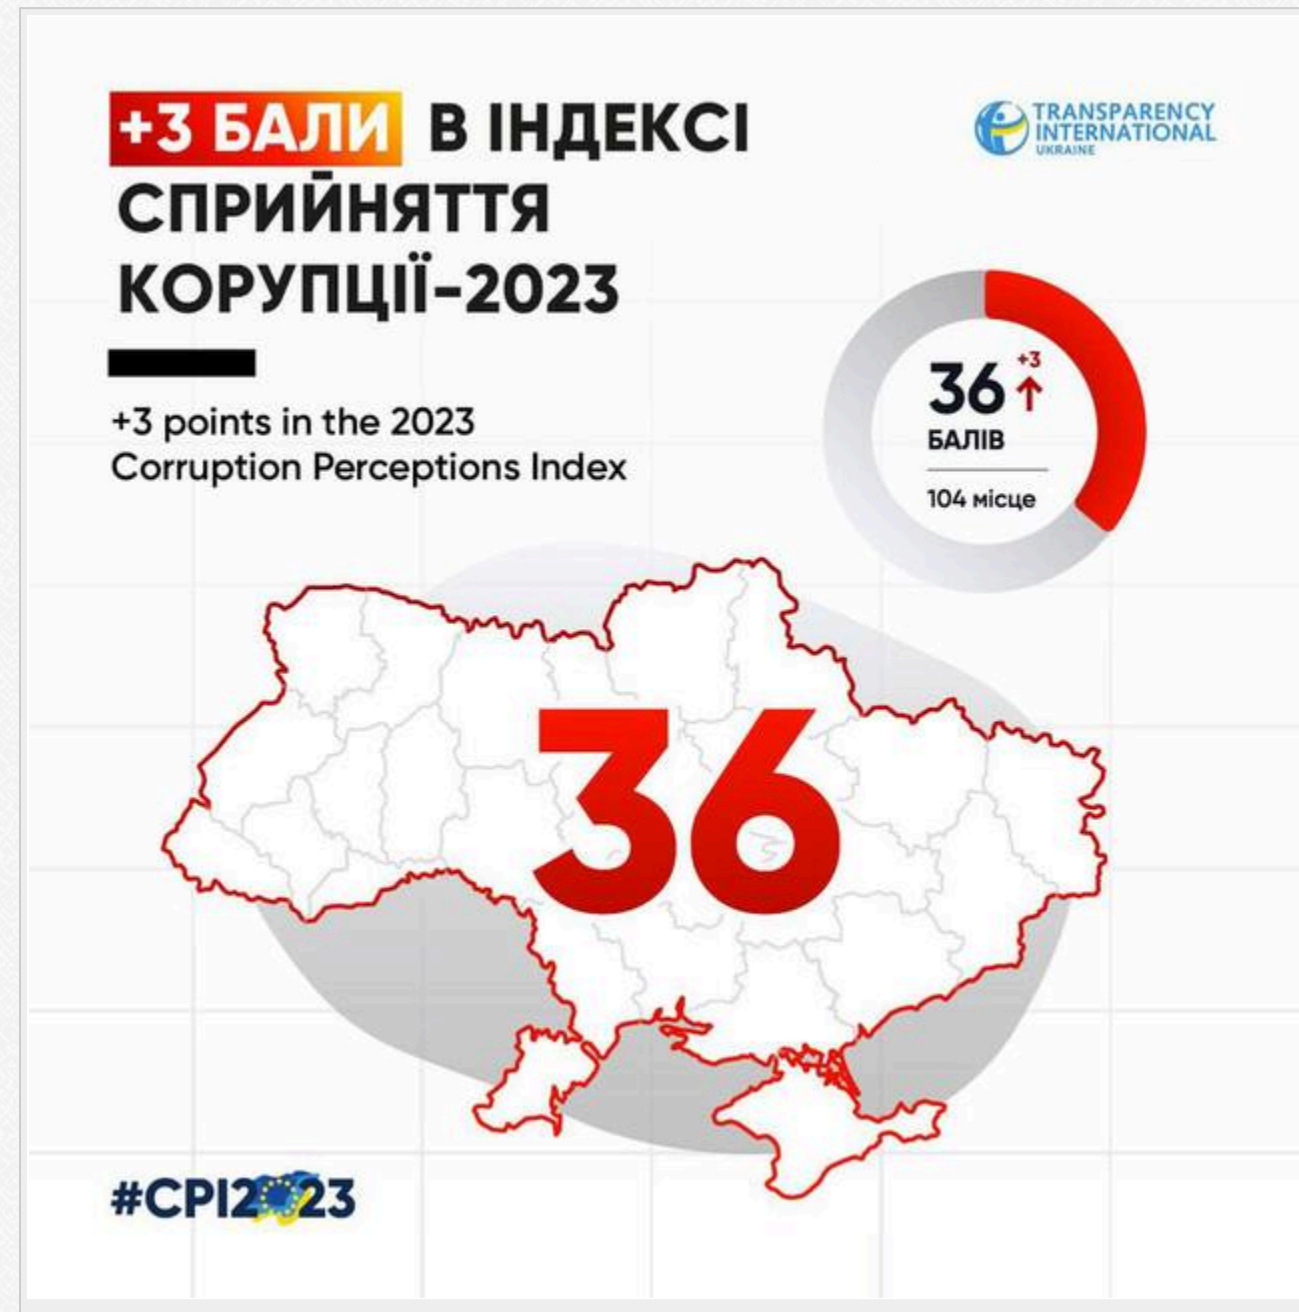 +3 БАЛИ В ІНДЕКСІ
СПРИЙНЯТТЯ
КОРУПЦІЇ-2023
TRANSPARENCY
INTERNATIONAL
UKRAINE
+3 points in the 2023
Corruption Perceptions Index
36 +3
БАЛІВ
104 місце
36
#CPI2023